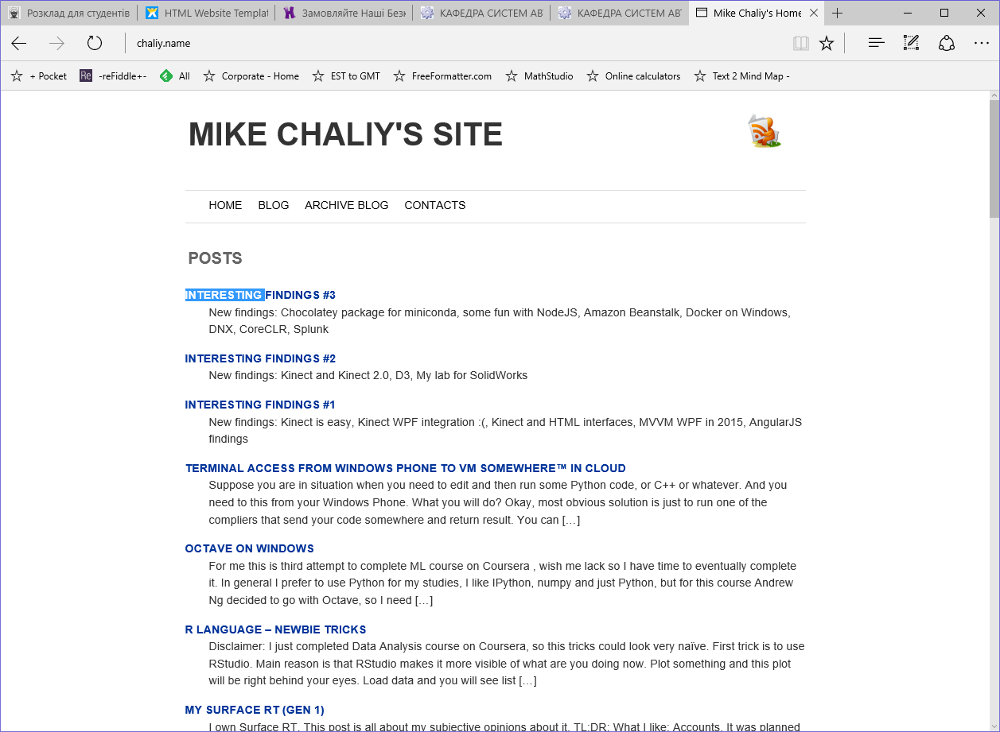 Розклад для студентів
HTML Website Templat
Замовляйте Наші Безк
КАФЕДРА СИСТЕМ АВ
КАФЕДРА СИСТЕМ АВ
Mike Chaliy's Home
chaliy.name
+ Pocket
Re -reFiddle+-
All
Corporate - Home
EST to GMT
FreeFormatter.com
MathStudio
Online calculators
Text 2 Mind Map -
MIKE CHALIY'S SITE
HOME BLOG ARCHIVE BLOG CONTACTS
POSTS
INTERESTING FINDINGS #3
New findings: Chocolatey package for miniconda, some fun with NodeJS, Amazon Beanstalk, Docker on Windows,
DNX, CoreCLR, Splunk
INTERESTING FINDINGS #2
New findings: Kinect and Kinect 2.0, D3, My lab for SolidWorks
INTERESTING FINDINGS #1
New findings: Kinect is easy, Kinect WPF integration :(, Kinect and HTML interfaces, MVVM WPF in 2015, AngularJS
findings
TERMINAL ACCESS FROM WINDOWS PHONE TO VM SOMEWHERE™ IN CLOUD
Suppose you are in situation when you need to edit and then run some Python code, or C++ or whatever. And you
need to this from your Windows Phone. What you will do? Okay, most obvious solution is just to run one of the
compliers that send your code somewhere and return result. You can […]
OCTAVE ON WINDOWS
For me this is third attempt to complete ML course on Coursera , wish me lack so I have time to eventually complete
it. In general I prefer to use Python for my studies, I like IPython, numpy and just Python, but for this course Andrew
Ng decided to go with Octave, so I need […]
R LANGUAGE – NEWBIE TRICKS
Disclaimer: I just completed Data Analysis course on Coursera, so this tricks could look very naïve. First trick is to use
RStudio. Main reason is that RStudio makes it more visible of what are you doing now. Plot something and this plot
will be right behind your eyes. Load data and you will see list […]
MY SURFACE RT (GEN 1)
I own Surface RT. This post is all about my subjective opinions about it. TL;DR; What I like: Accounts. It was planned